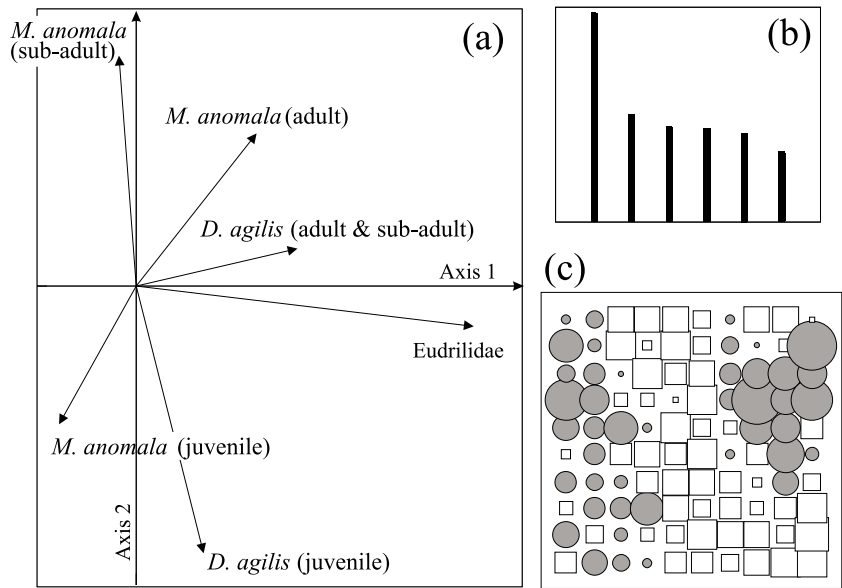 M. anomala
(sub-adult)
(a)
M. anomala (adult)
D. agilis (adult & sub-adult)
Axis 1
Eudrilidae
M. anomala (juvenile)
Axis 2
D. agilis (juvenile)
(b)
(c)